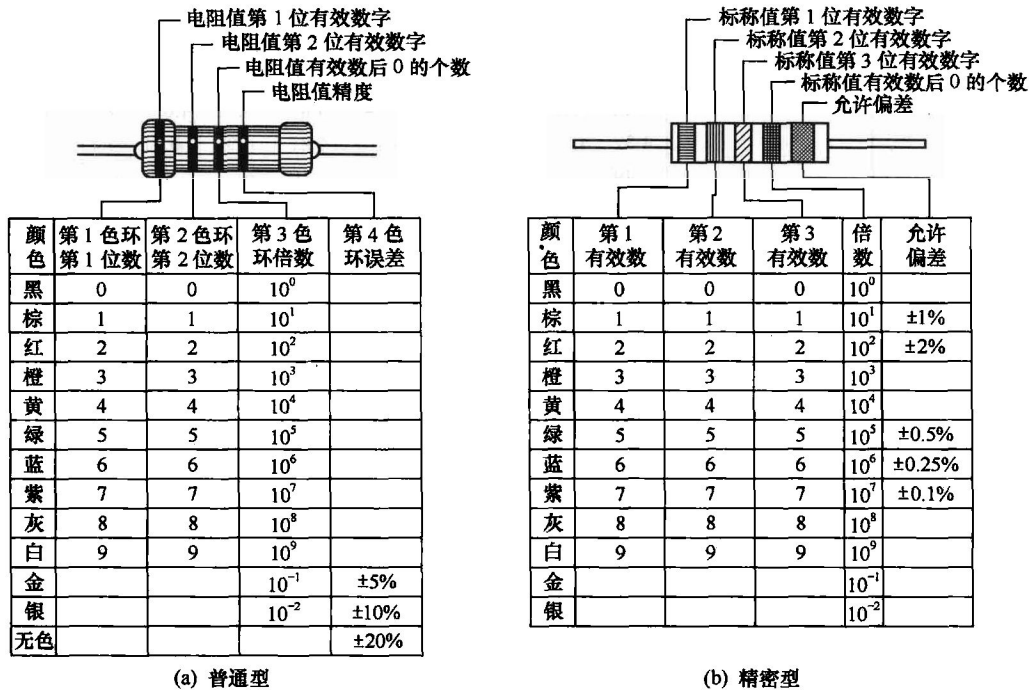 电阻值第1位有效数字
电阻值第2位有效数字
电阻值有效数后0的个数
电阻值精度
颜色 第1色环第1位数 第2色环第2位数 第3色环倍数 第4色环误差
黑 0 0 10⁰
棕 1 1 10¹
红 2 2 10²
橙 3 3 10³
黄 4 4 10⁴
绿 5 5 10⁵
蓝 6 6 10⁶
紫 7 7 10⁷
灰 8 8 10⁸
白 9 9 10⁹
金 10⁻¹ ±5%
银 10⁻² ±10%
无色 ±20%
(a) 普通型
标称值第1位有效数字
标称值第2位有效数字
标称值第3位有效数字
标称值有效数后0的个数
允许偏差
颜色 第1有效数 第2有效数 第3有效数 倍数 允许偏差
黑 0 0 0 10⁰
棕 1 1 1 10¹ ±1%
红 2 2 2 10² ±2%
橙 3 3 3 10³
黄 4 4 4 10⁴
绿 5 5 5 10⁵ ±0.5%
蓝 6 6 6 10⁶ ±0.25%
紫 7 7 7 10⁷ ±0.1%
灰 8 8 8 10⁸
白 9 9 9 10⁹
金 10⁻¹
银 10⁻²
(b) 精密型